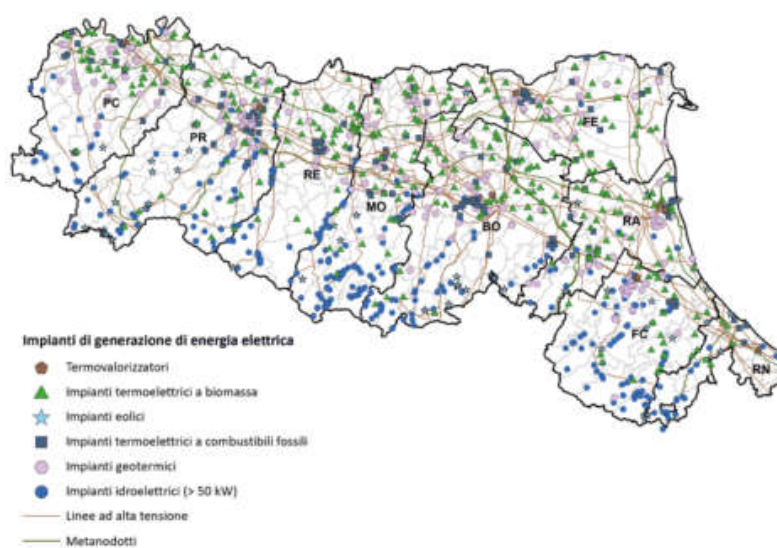 PC
PR
RE
MO
BO
FE
RA
FC
RN
Impianti di generazione di energia elettrica
Termovalorizzatori
Impianti termoelettrici a biomassa
Impianti eolici
Impianti termoelettrici a combustibili fossili
Impianti geotermici
Impianti idroelettrici (> 50 kW)
Linee ad alta tensione
Metanodotti